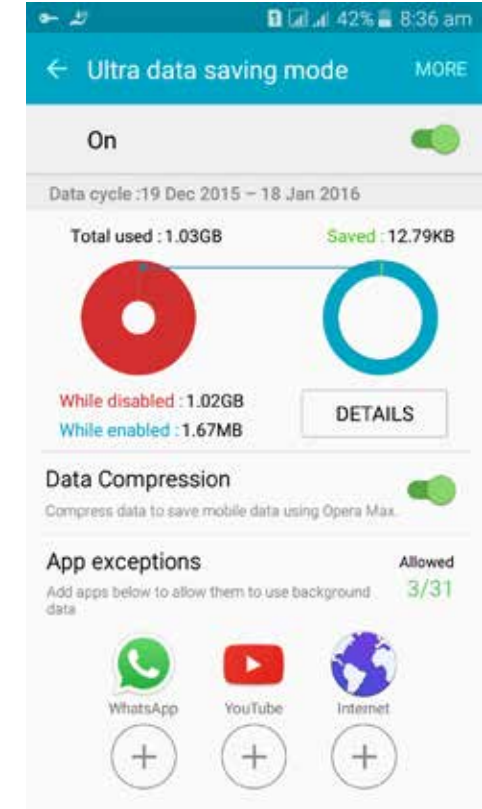 42% 8:36 am
Ultra data saving mode MORE
On
Data cycle :19 Dec 2015 – 18 Jan 2016
Total used : 1.03GB Saved : 12.79KB
While disabled : 1.02GB
While enabled : 1.67MB
DETAILS
Data Compression
Compress data to save mobile data using Opera Max.
App exceptions Allowed
Add apps below to allow them to use background data 3/31
WhatsApp YouTube Internet